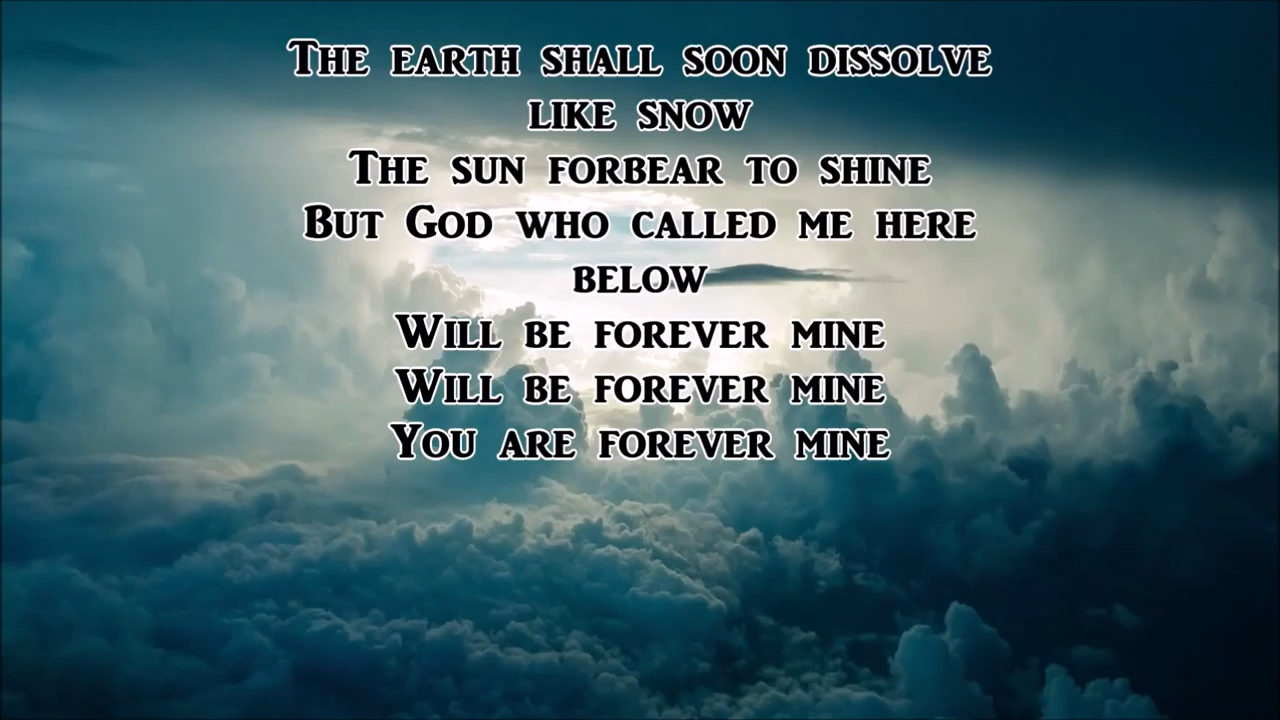 The earth shall soon dissolve
like snow
The sun forbear to shine
But God who called me here
below
Will be forever mine
Will be forever mine
You are forever mine